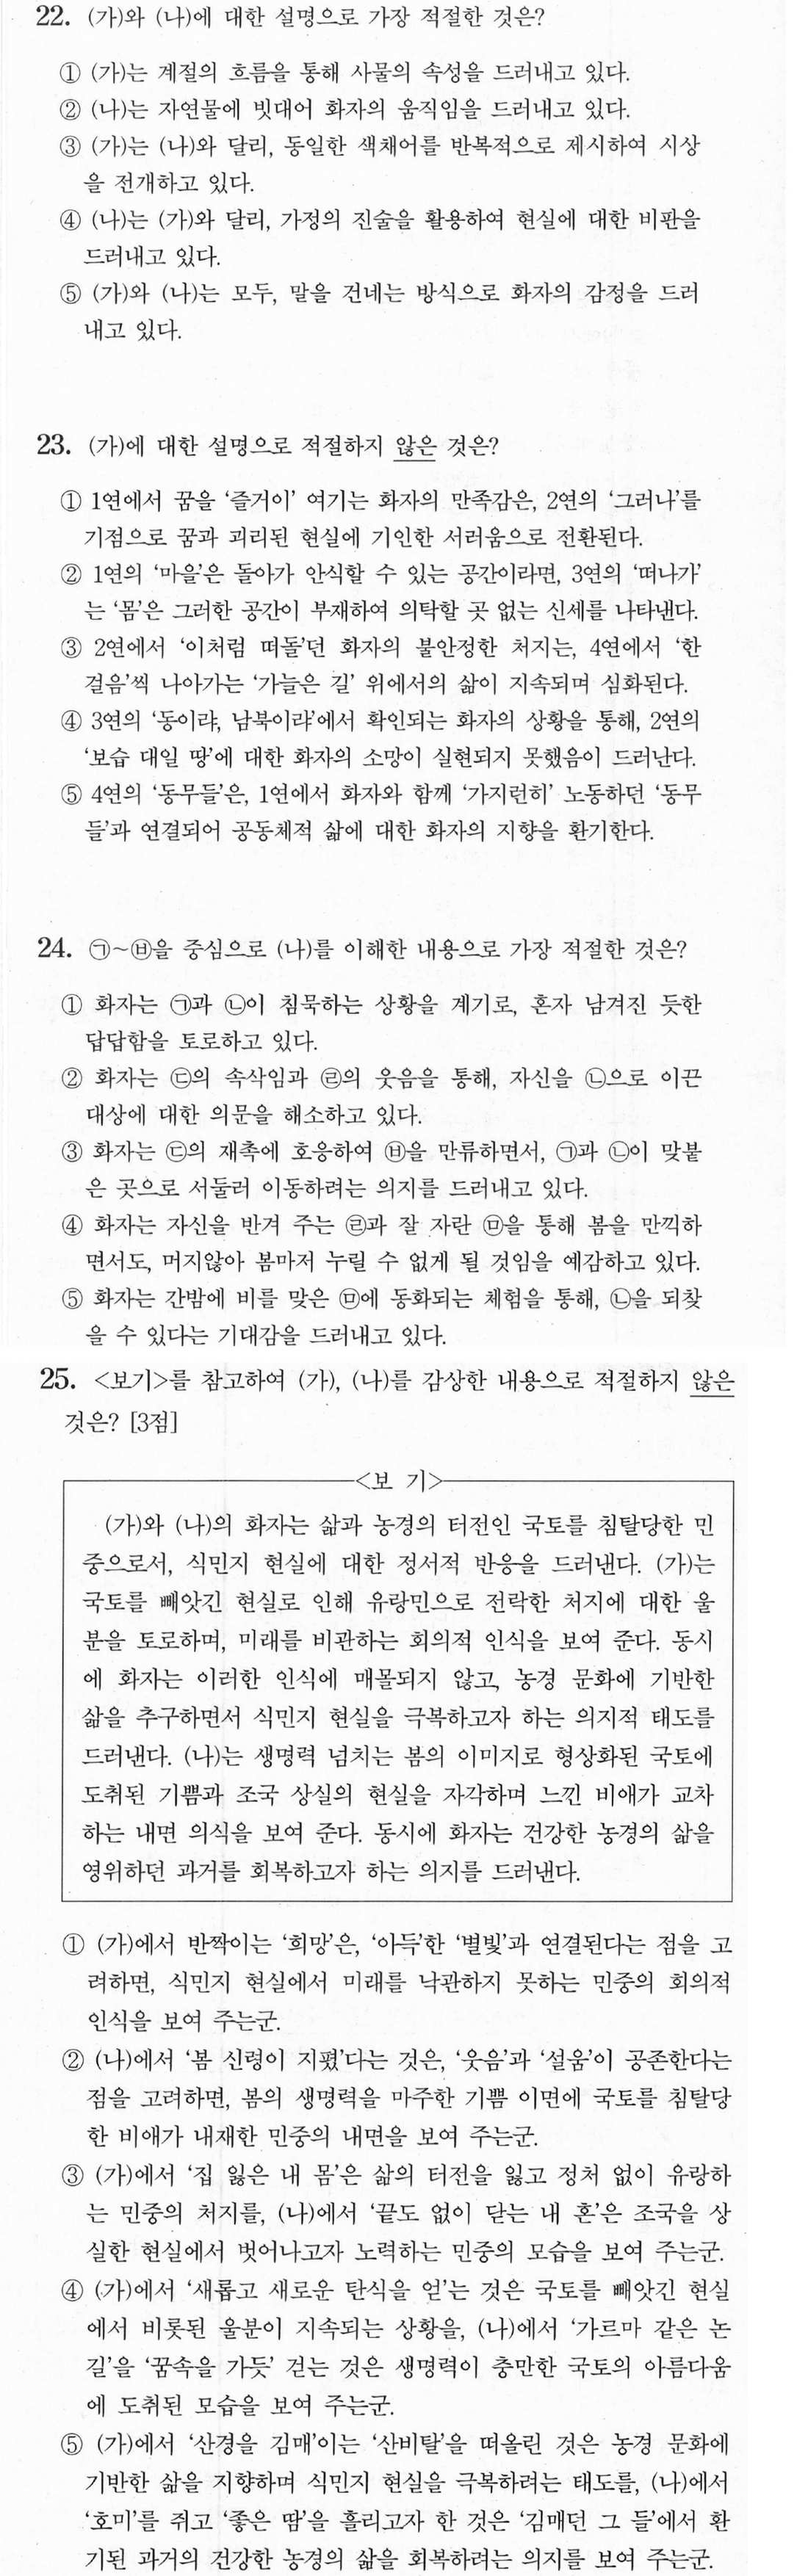 22. (가)와 (나)에 대한 설명으로 가장 적절한 것은?
① (가)는 계절의 흐름을 통해 사물의 속성을 드러내고 있다.
② (나)는 자연물에 빗대어 화자의 움직임을 드러내고 있다.
③ (가)는 (나)와 달리, 동일한 색채어를 반복적으로 제시하여 시상
을 전개하고 있다.
④ (나)는 (가)와 달리, 가정의 진술을 활용하여 현실에 대한 비판을
드러내고 있다.
⑤ (가)와 (나)는 모두, 말을 건네는 방식으로 화자의 감정을 드러
내고 있다.
23. (가)에 대한 설명으로 적절하지 않은 것은?
① 1연에서 꿈을 ‘즐거이’ 여기는 화자의 만족감은, 2연의 ‘그러나’를
기점으로 꿈과 괴리된 현실에 기인한 서러움으로 전환된다.
② 1연의 ‘마을’은 돌아가 안식할 수 있는 공간이라면, 3연의 ‘떠나가’
는 ‘몸’은 그러한 공간이 부재하여 의탁할 곳 없는 신세를 나타낸다.
③ 2연에서 ‘이처럼 떠돌’던 화자의 불안정한 처지는, 4연에서 ‘한
걸음’씩 나아가는 ‘가늘은 길’ 위에서의 삶이 지속되며 심화된다.
④ 3연의 ‘동이랴, 남북이랴’에서 확인되는 화자의 상황을 통해, 2연의
‘보습 대일 땅’에 대한 화자의 소망이 실현되지 못했음이 드러난다.
⑤ 4연의 ‘동무들’은, 1연에서 화자와 함께 ‘가지런히’ 노동하던 ‘동무
들’과 연결되어 공동체적 삶에 대한 화자의 지향을 환기한다.
24. ㉠~㉥을 중심으로 (나)를 이해한 내용으로 가장 적절한 것은?
① 화자는 ㉠과 ㉡이 침묵하는 상황을 계기로, 혼자 남겨진 듯한
답답함을 토로하고 있다.
② 화자는 ㉢의 속삭임과 ㉣의 웃음을 통해, 자신을 ㉡으로 이끈
대상에 대한 의문을 해소하고 있다.
③ 화자는 ㉢의 재촉에 호응하여 ㉥을 만류하면서, ㉠과 ㉡이 맞붙
은 곳으로 서둘러 이동하려는 의지를 드러내고 있다.
④ 화자는 자신을 반겨 주는 ㉣과 잘 자란 ㉤을 통해 봄을 만끽하
면서도, 머지않아 봄마저 누릴 수 없게 될 것임을 예감하고 있다.
⑤ 화자는 간밤에 비를 맞은 ㉤에 동화되는 체험을 통해, ㉡을 되찾
을 수 있다는 기대감을 드러내고 있다.
25. <보기>를 참고하여 (가), (나)를 감상한 내용으로 적절하지 않은
것은? [3점]
<보 기>
(가)와 (나)의 화자는 삶과 농경의 터전인 국토를 침탈당한 민
중으로서, 식민지 현실에 대한 정서적 반응을 드러낸다. (가)는
국토를 빼앗긴 현실로 인해 유랑민으로 전락한 처지에 대한 울
분을 토로하며, 미래를 비관하는 회의적 인식을 보여 준다. 동시
에 화자는 이러한 인식에 매몰되지 않고, 농경 문화에 기반한
삶을 추구하면서 식민지 현실을 극복하고자 하는 의지적 태도를
드러낸다. (나)는 생명력 넘치는 봄의 이미지로 형상화된 국토에
도취된 기쁨과 조국 상실의 현실을 자각하며 느낀 비애가 교차
하는 내면 의식을 보여 준다. 동시에 화자는 건강한 농경의 삶을
영위하던 과거를 회복하고자 하는 의지를 드러낸다.
① (가)에서 반짝이는 ‘희망’은, ‘아득’한 ‘별빛’과 연결된다는 점을 고
려하면, 식민지 현실에서 미래를 낙관하지 못하는 민중의 회의적
인식을 보여 주는군.
② (나)에서 ‘봄 신령이 지폈’다는 것은, ‘웃음’과 ‘설움’이 공존한다는
점을 고려하면, 봄의 생명력을 마주한 기쁨 이면에 국토를 침탈당
한 비애가 내재한 민중의 내면을 보여 주는군.
③ (가)에서 ‘집 잃은 내 몸’은 삶의 터전을 잃고 정처 없이 유랑하
는 민중의 처지를, (나)에서 ‘끝도 없이 닫는 내 혼’은 조국을 상
실한 현실에서 벗어나고자 노력하는 민중의 모습을 보여 주는군.
④ (가)에서 ‘새롭고 새로운 탄식을 얻’는 것은 국토를 빼앗긴 현실
에서 비롯된 울분이 지속되는 상황을, (나)에서 ‘가르마 같은 논
길’을 ‘꿈속을 가듯’ 걷는 것은 생명력이 충만한 국토의 아름다움
에 도취된 모습을 보여 주는군.
⑤ (가)에서 ‘산경을 김매’이는 ‘산비탈’을 떠올린 것은 농경 문화에
기반한 삶을 지향하며 식민지 현실을 극복하려는 태도를, (나)에서
‘호미’를 쥐고 ‘좋은 땀’을 흘리고자 한 것은 ‘김매던 그 들’에서 환
기된 과거의 건강한 농경의 삶을 회복하려는 의지를 보여 주는군.